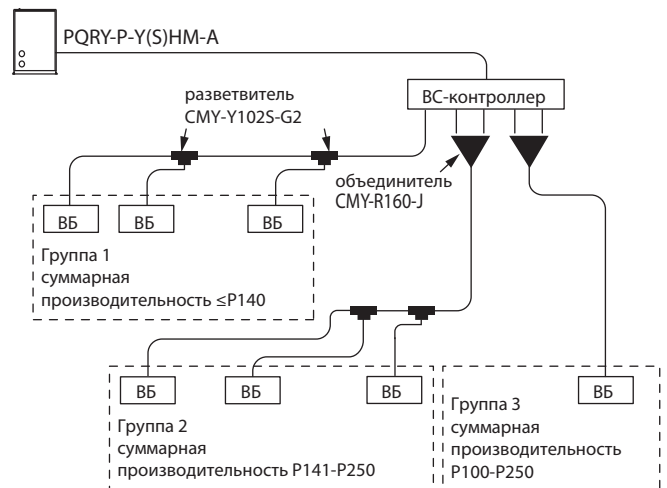 PQRY-P-Y(S)HM-A
разветвитель
CMY-Y102S-G2
ВС-контроллер
объединитель
CMY-R160-J
ВБ
ВБ
ВБ
Группа 1
суммарная
производительность ≤P140
ВБ
ВБ
ВБ
Группа 2
суммарная
производительность P141-P250
ВБ
Группа 3
суммарная
производительность
P100-P250